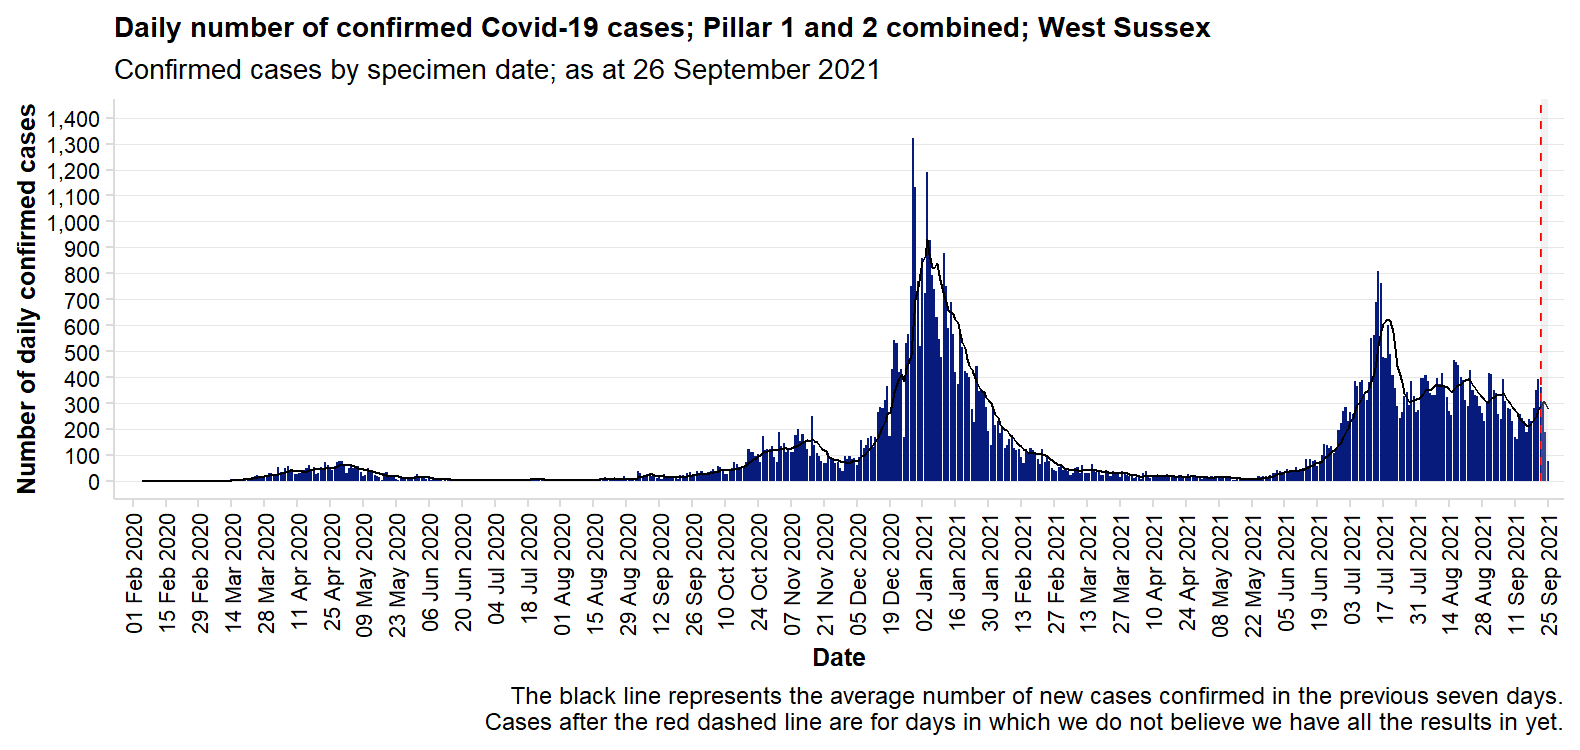 Daily number of confirmed Covid-19 cases; Pillar 1 and 2 combined; West Sussex
Confirmed cases by specimen date; as at 26 September 2021
Number of daily confirmed cases
1,400
1,300
1,200
1,100
1,000
900
800
700
600
500
400
300
200
100
0
01 Feb 2020
15 Feb 2020
29 Feb 2020
14 Mar 2020
28 Mar 2020
11 Apr 2020
25 Apr 2020
09 May 2020
23 May 2020
06 Jun 2020
20 Jun 2020
04 Jul 2020
18 Jul 2020
01 Aug 2020
15 Aug 2020
29 Aug 2020
12 Sep 2020
26 Sep 2020
10 Oct 2020
24 Oct 2020
07 Nov 2020
21 Nov 2020
05 Dec 2020
19 Dec 2020
02 Jan 2021
16 Jan 2021
30 Jan 2021
13 Feb 2021
27 Feb 2021
13 Mar 2021
27 Mar 2021
10 Apr 2021
24 Apr 2021
08 May 2021
22 May 2021
05 Jun 2021
19 Jun 2021
03 Jul 2021
17 Jul 2021
31 Jul 2021
14 Aug 2021
28 Aug 2021
11 Sep 2021
25 Sep 2021
Date
The black line represents the average number of new cases confirmed in the previous seven days.
Cases after the red dashed line are for days in which we do not believe we have all the results in yet.